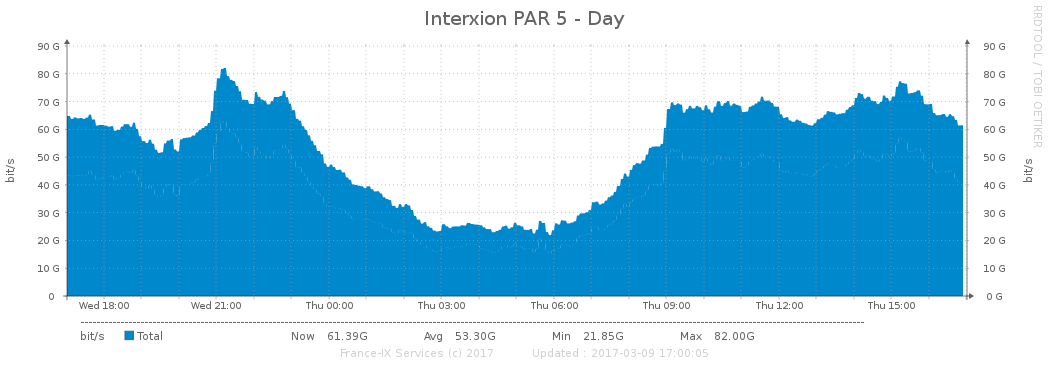 Interxion PAR 5 - Day
RRDTOOL / TOBI OETIKER
bit/s
90 G 90 G
80 G 80 G
70 G 70 G
60 G 60 G
50 G 50 G
40 G 40 G
30 G 30 G
20 G 20 G
10 G 10 G
0 0 G
bit/s
Wed 18:00 Wed 21:00 Thu 00:00 Thu 03:00 Thu 06:00 Thu 09:00 Thu 12:00 Thu 15:00
bit/s Total Now 61.39G Avg 53.30G Min 21.85G Max 82.00G
France-IX Services (c) 2017 Updated : 2017-03-09 17:00:05